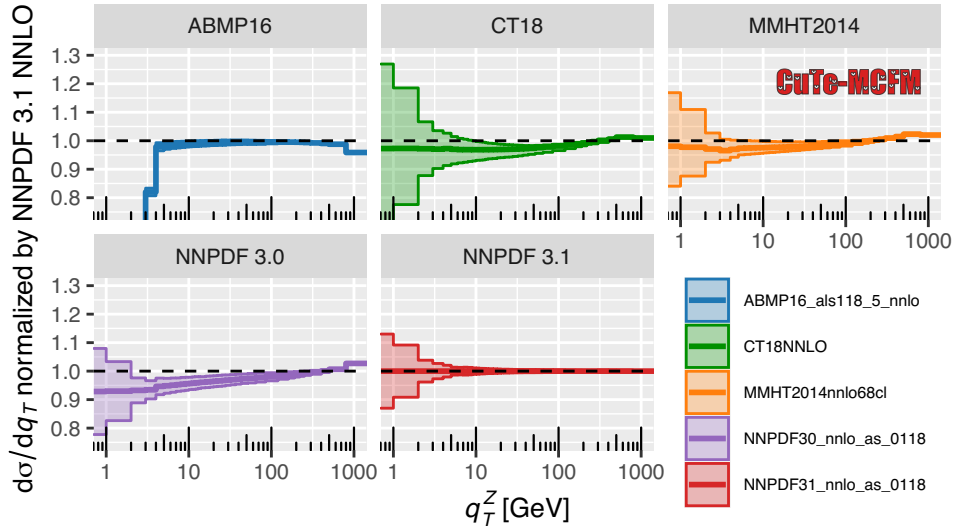 dσ/dq_T normalized by NNPDF 3.1 NNLO
ABMP16
CT18
MMHT2014
1.3
1.2
1.1
1.0
0.9
0.8
CuTe-MCFM
1 10 100 1000
NNPDF 3.0
NNPDF 3.1
1.3
1.2
1.1
1.0
0.9
0.8
1 10 100 1000
1 10 100 1000
q_T^Z [GeV]
ABMP16_als118_5_nnlo
CT18NNLO
MMHT2014nnlo68cl
NNPDF30_nnlo_as_0118
NNPDF31_nnlo_as_0118